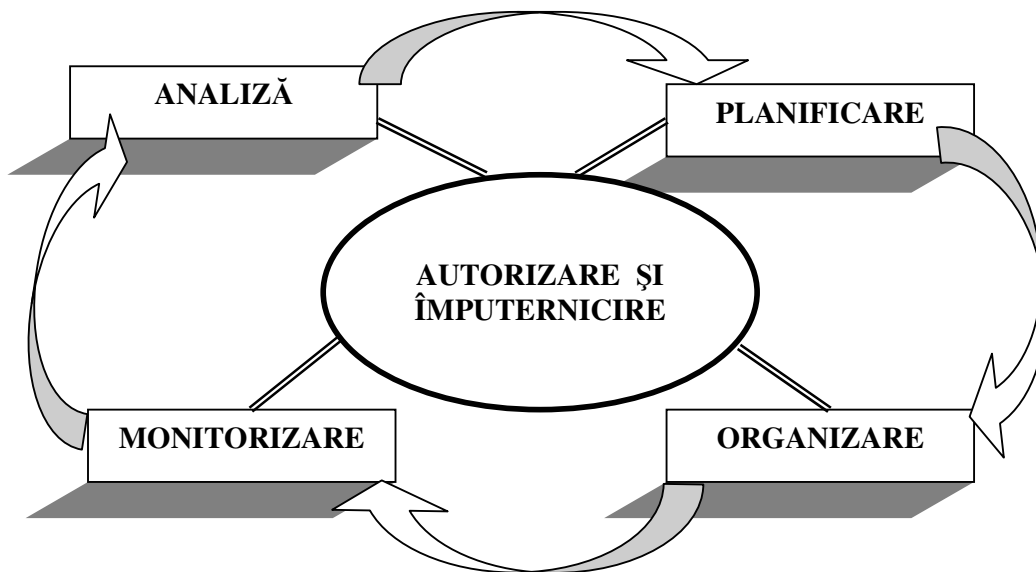 ANALIZĂ
PLANIFICARE
AUTORIZARE ŞI
ÎMPUTERNICIRE
MONITORIZARE
ORGANIZARE